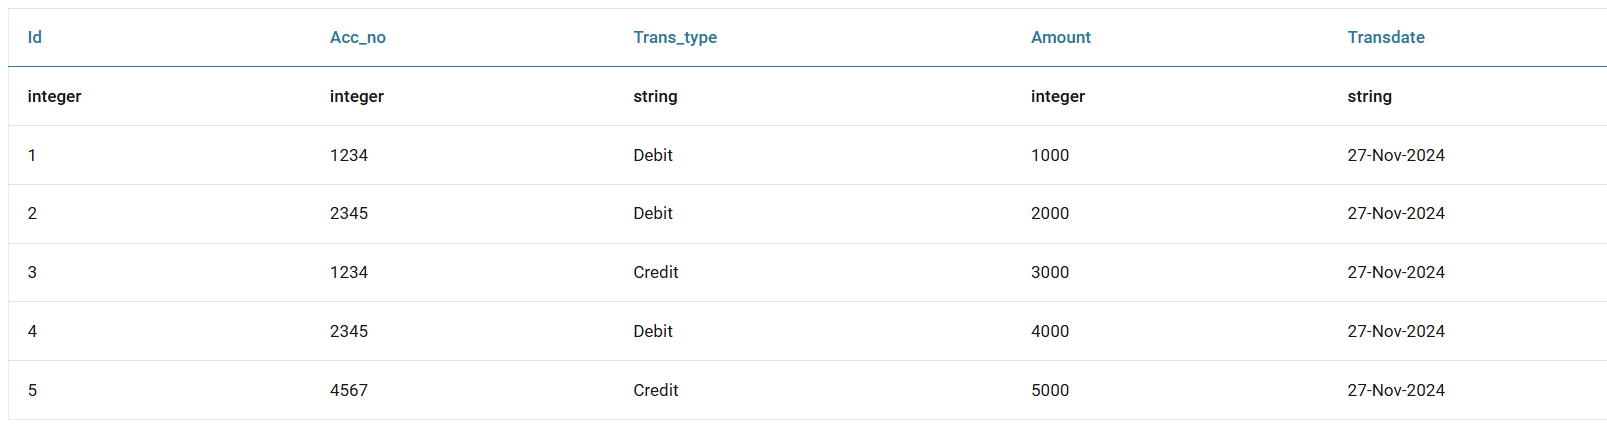 Id Acc_no Trans_type Amount Transdate
integer integer string integer string
1 1234 Debit 1000 27-Nov-2024
2 2345 Debit 2000 27-Nov-2024
3 1234 Credit 3000 27-Nov-2024
4 2345 Debit 4000 27-Nov-2024
5 4567 Credit 5000 27-Nov-2024